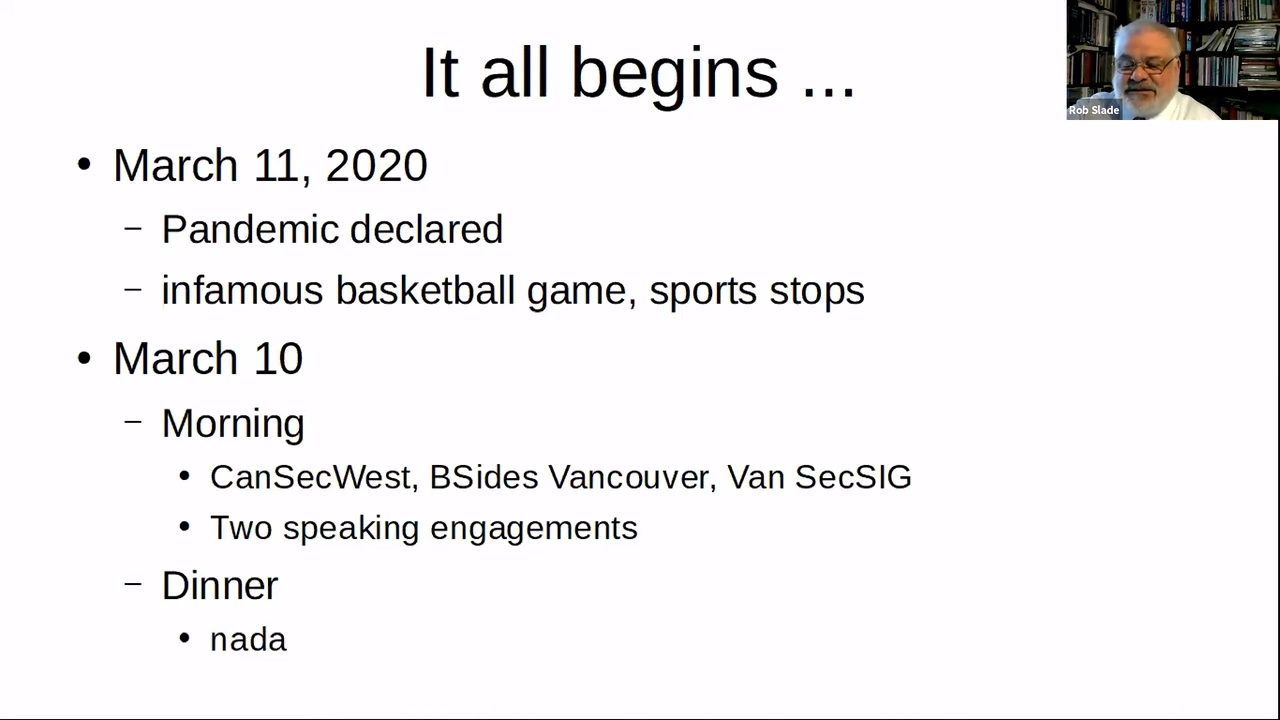 It all begins ...
Rob Slade
• March 11, 2020
– Pandemic declared
– infamous basketball game, sports stops
• March 10
– Morning
• CanSecWest, BSides Vancouver, Van SecSIG
• Two speaking engagements
– Dinner
• nada